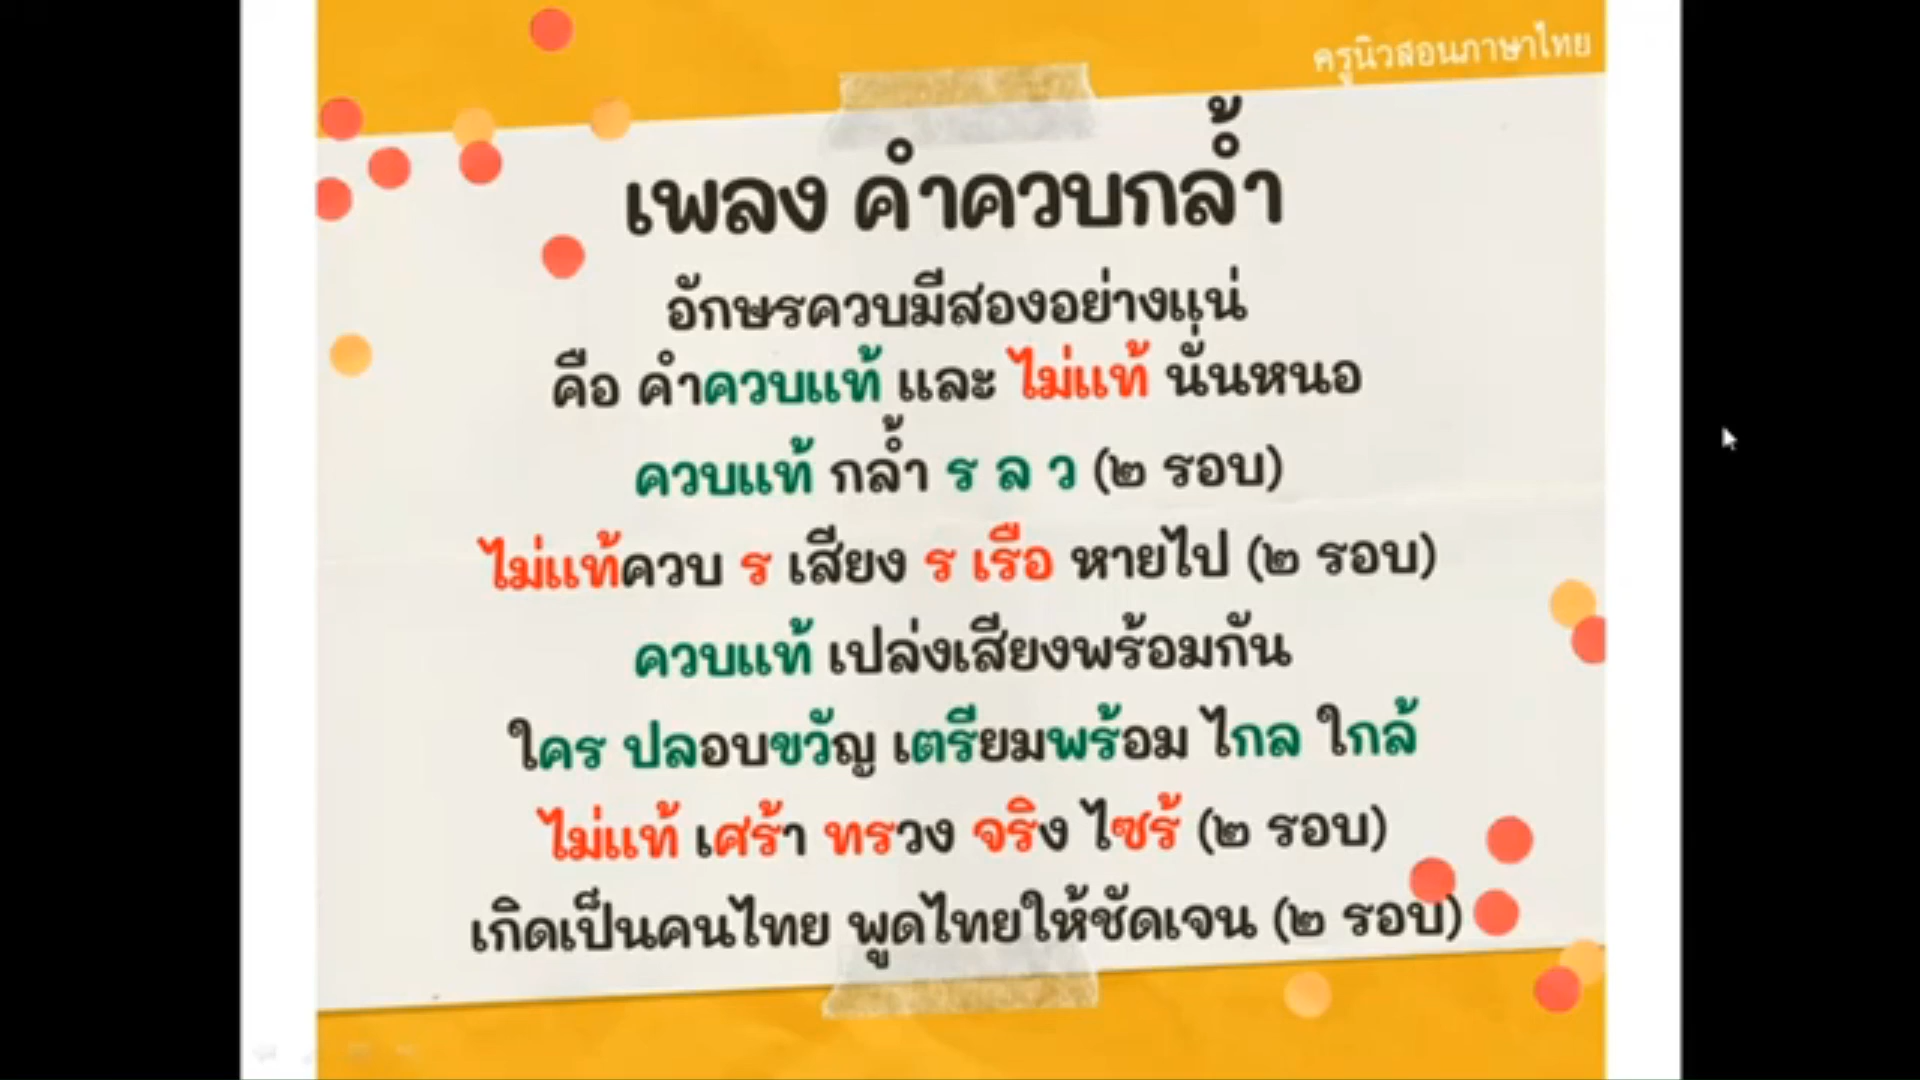 ครูนิวสอนภาษาไทย
เพลง คำควบกล้ำ
อักษรควบมีสองอย่างแน่
คือ คำควบแท้ และ ไม่แท้ นั่นหนอ
ควบแท้ กล้ำ ร ล ว (๒ รอบ)
ไม่แท้ควบ ร เสียง ร เรือ หายไป (๒ รอบ)
ควบแท้ เปล่งเสียงพร้อมกัน
ใคร ปลอบขวัญ เตรียมพร้อม ไกล ใกล้
ไม่แท้ เศร้า ทรวง จริง ไซร้ (๒ รอบ)
เกิดเป็นคนไทย พูดไทยให้ชัดเจน (๒ รอบ)